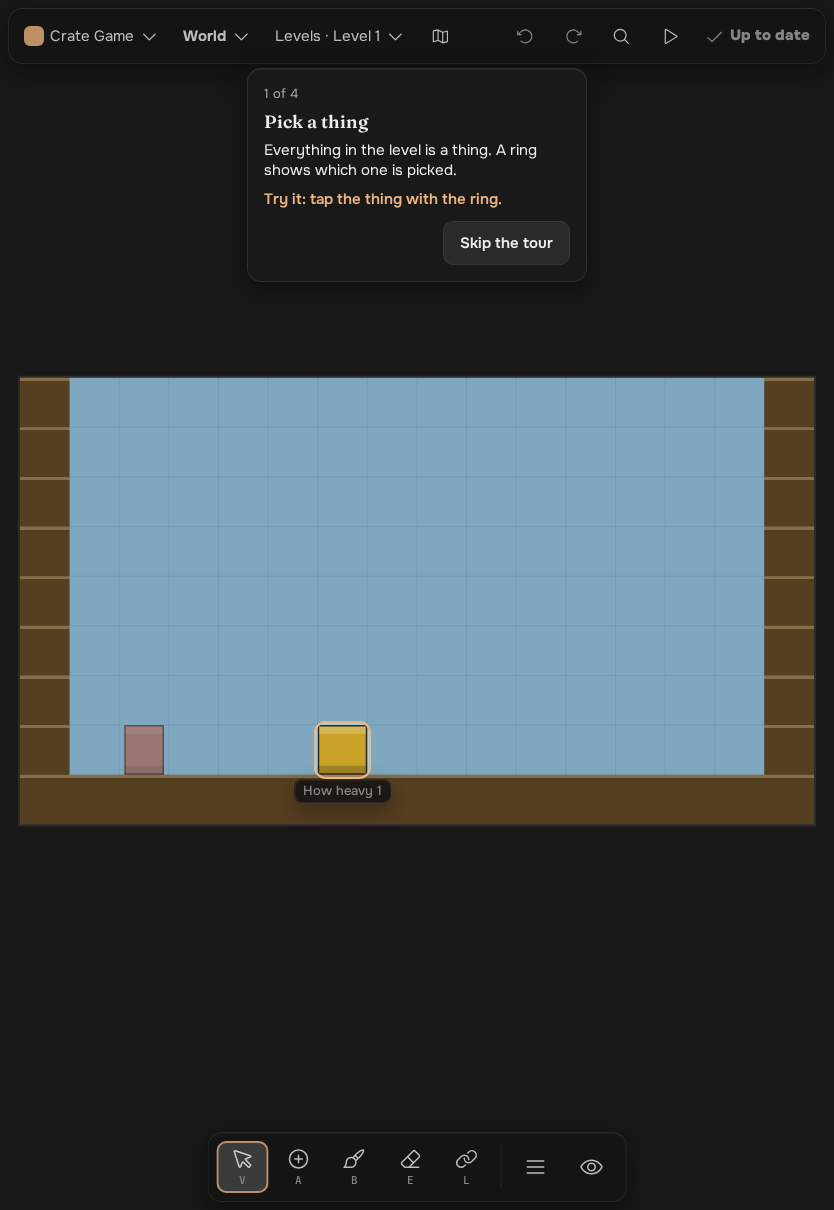 Crate Game
World
Levels · Level 1
Up to date
1 of 4
Pick a thing
Everything in the level is a thing. A ring
shows which one is picked.
Try it: tap the thing with the ring.
Skip the tour
How heavy 1
V
A
B
E
L